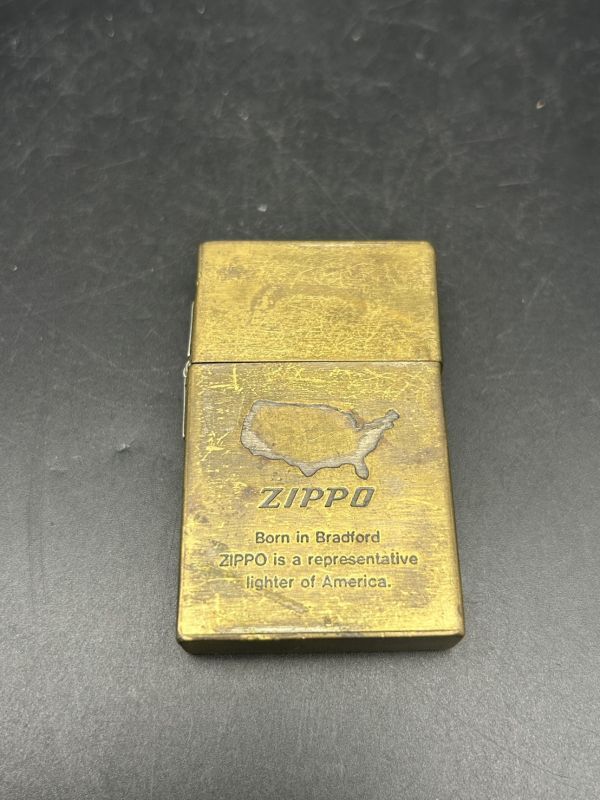 ZIPPO
Born in Bradford
ZIPPO is a representative
lighter of America.